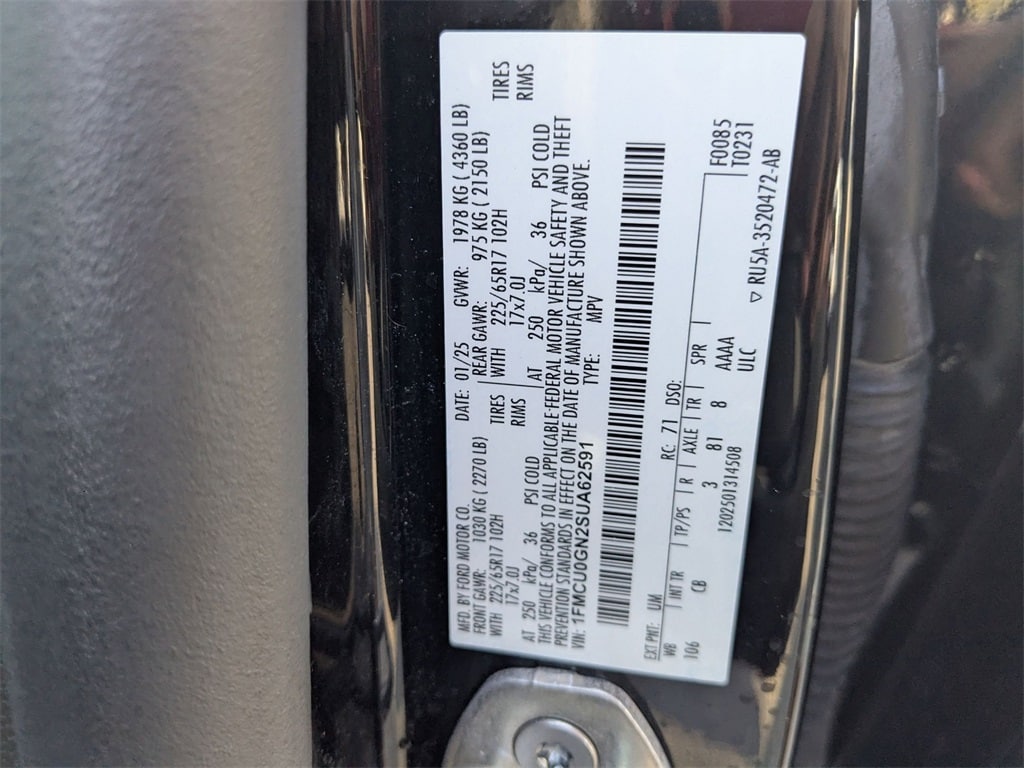 MFD. BY FORD MOTOR CO. DATE: 01/25 GVWR: 1978 KG ( 4360 LB)
FRONT GAWR: 1030 KG ( 2270 LB) REAR GAWR: 975 KG ( 2150 LB)
WITH 225/65R17 102H TIRES WITH 225/65R17 102H TIRES
17x7.0J RIMS 17x7.0J RIMS
AT 250 kPa/ 36 PSI COLD AT 250 kPa/ 36 PSI COLD
THIS VEHICLE CONFORMS TO ALL APPLICABLE FEDERAL MOTOR VEHICLE SAFETY AND THEFT
PREVENTION STANDARDS IN EFFECT ON THE DATE OF MANUFACTURE SHOWN ABOVE.
VIN: 1FMCU0GN2SUA62591 TYPE: MPV
EXT PNT: UM RC: 71 DSO: F0085
WB INT TR TP/PS R AXLE TR SPR T0231
106 CB 3 81 8 AAAA
1202501314508 ULC
▽ RU5A-3520472-AB